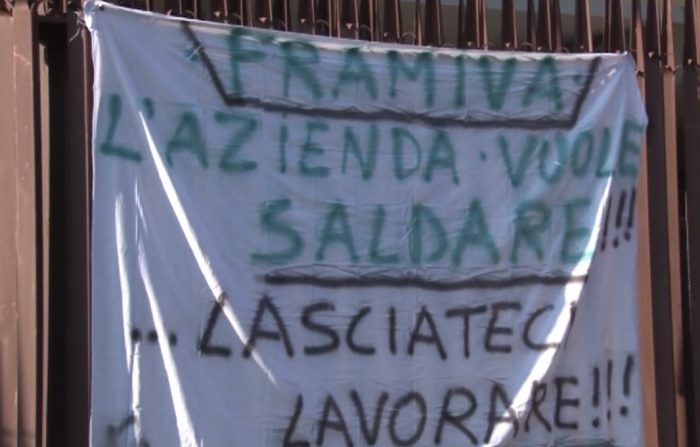 FRAMIVA
L'AZIENDA · VUOLE
SALDARE!!!
... LASCIATECI
LAVORARE!!!